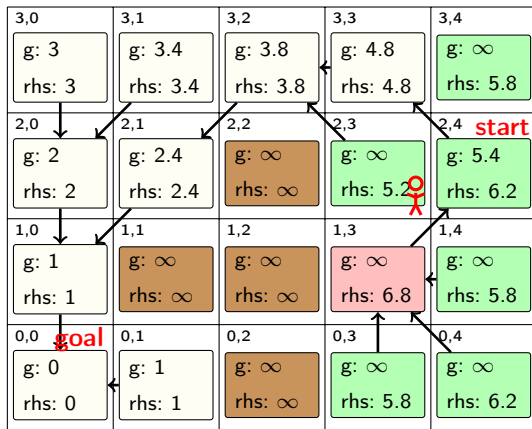 3,0 3,1 3,2 3,3 3,4
g: 3 g: 3.4 g: 3.8 g: 4.8 g: ∞
rhs: 3 rhs: 3.4 rhs: 3.8 rhs: 4.8 rhs: 5.8
2,0 2,1 2,2 2,3 2,4 start
g: 2 g: 2.4 g: ∞ g: ∞ g: 5.4
rhs: 2 rhs: 2.4 rhs: ∞ rhs: 5.2 rhs: 6.2
1,0 1,1 1,2 1,3 1,4
g: 1 g: ∞ g: ∞ g: ∞ g: ∞
rhs: 1 rhs: ∞ rhs: ∞ rhs: 6.8 rhs: 5.8
0,0 goal 0,1 0,2 0,3 0,4
g: 0 g: 1 g: ∞ g: ∞ g: ∞
rhs: 0 rhs: 1 rhs: ∞ rhs: 5.8 rhs: 6.2